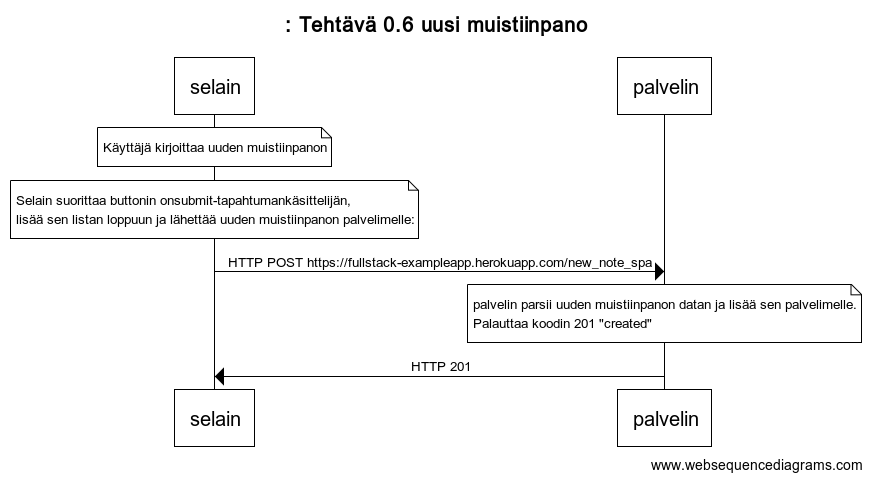 : Tehtävä 0.6 uusi muistiinpano
selain
palvelin
Käyttäjä kirjoittaa uuden muistiinpanon
Selain suorittaa buttonin onsubmit-tapahtumankäsittelijän,
lisää sen listan loppuun ja lähettää uuden muistiinpanon palvelimelle:
HTTP POST https://fullstack-exampleapp.herokuapp.com/new_note_spa
palvelin parsii uuden muistiinpanon datan ja lisää sen palvelimelle.
Palauttaa koodin 201 "created"
HTTP 201
selain
palvelin
www.websequencediagrams.com